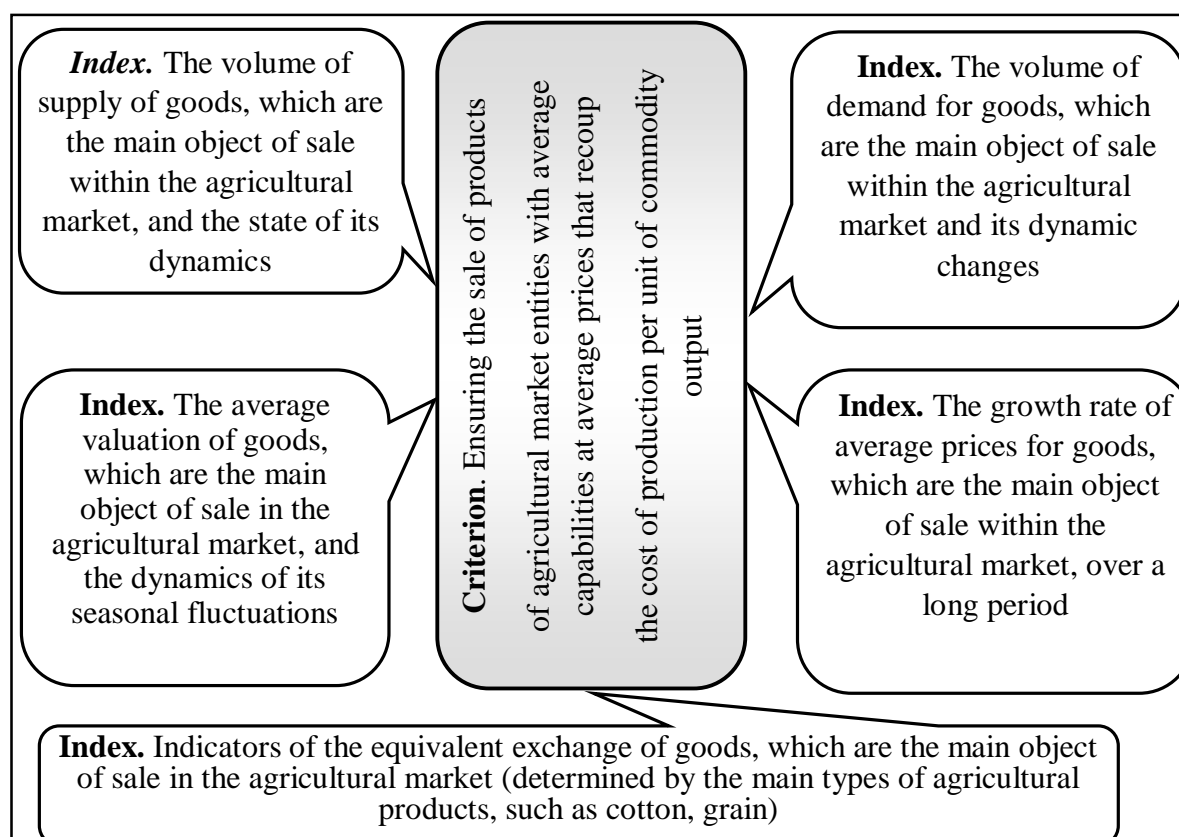 Index. The volume of
supply of goods, which are
the main object of sale
within the agricultural
market, and the state of its
dynamics
Criterion. Ensuring the sale of products
of agricultural market entities with average
capabilities at average prices that recoup
the cost of production per unit of commodity
output
Index. The volume of
demand for goods, which
are the main object of sale
within the agricultural
market and its dynamic
changes
Index. The average
valuation of goods,
which are the main
object of sale in the
agricultural market, and
the dynamics of its
seasonal fluctuations
Index. The growth rate of
average prices for goods,
which are the main object
of sale within the
agricultural market, over a
long period
Index. Indicators of the equivalent exchange of goods, which are the main object
of sale in the agricultural market (determined by the main types of agricultural
products, such as cotton, grain)